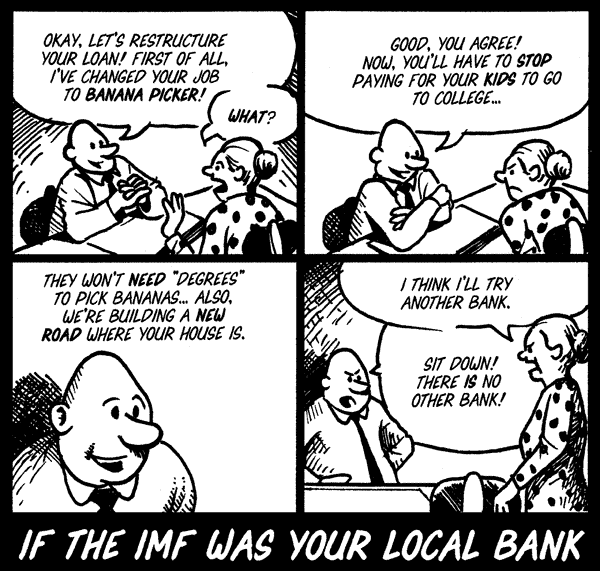 OKAY, LET'S RESTRUCTURE
YOUR LOAN! FIRST OF ALL,
I'VE CHANGED YOUR JOB
TO BANANA PICKER!
WHAT?
GOOD, YOU AGREE!
NOW, YOU'LL HAVE TO STOP
PAYING FOR YOUR KIDS TO GO
TO COLLEGE...
THEY WON'T NEED "DEGREES"
TO PICK BANANAS... ALSO,
WE'RE BUILDING A NEW
ROAD WHERE YOUR HOUSE IS.
I THINK I'LL TRY
ANOTHER BANK.
SIT DOWN!
THERE IS NO
OTHER BANK!
IF THE IMF WAS YOUR LOCAL BANK